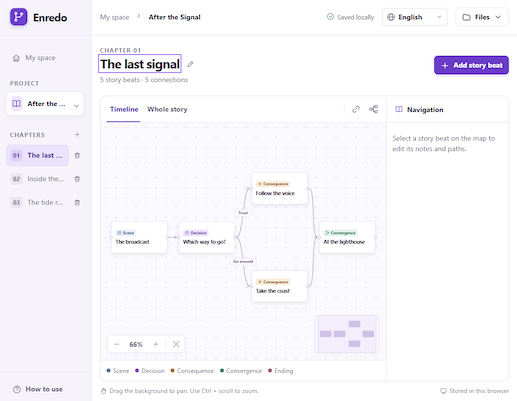 Enredo
My space
After the Signal
Saved locally
English
Files
My space
PROJECT
After the ...
CHAPTERS
01 The last ...
02 Inside the...
03 The tide r...
How to use
CHAPTER 01
The last signal
5 story beats · 5 connections
Add story beat
Timeline
Whole story
Scene
The broadcast
Decision
Which way to go?
Trust
Go around
Consequence
Follow the voice
Consequence
Take the coast
Convergence
At the lighthouse
66%
Scene
Decision
Consequence
Convergence
Ending
Navigation
Select a story beat on the map to
edit its notes and paths.
Drag the background to pan. Use Ctrl + scroll to zoom.
Stored in this browser